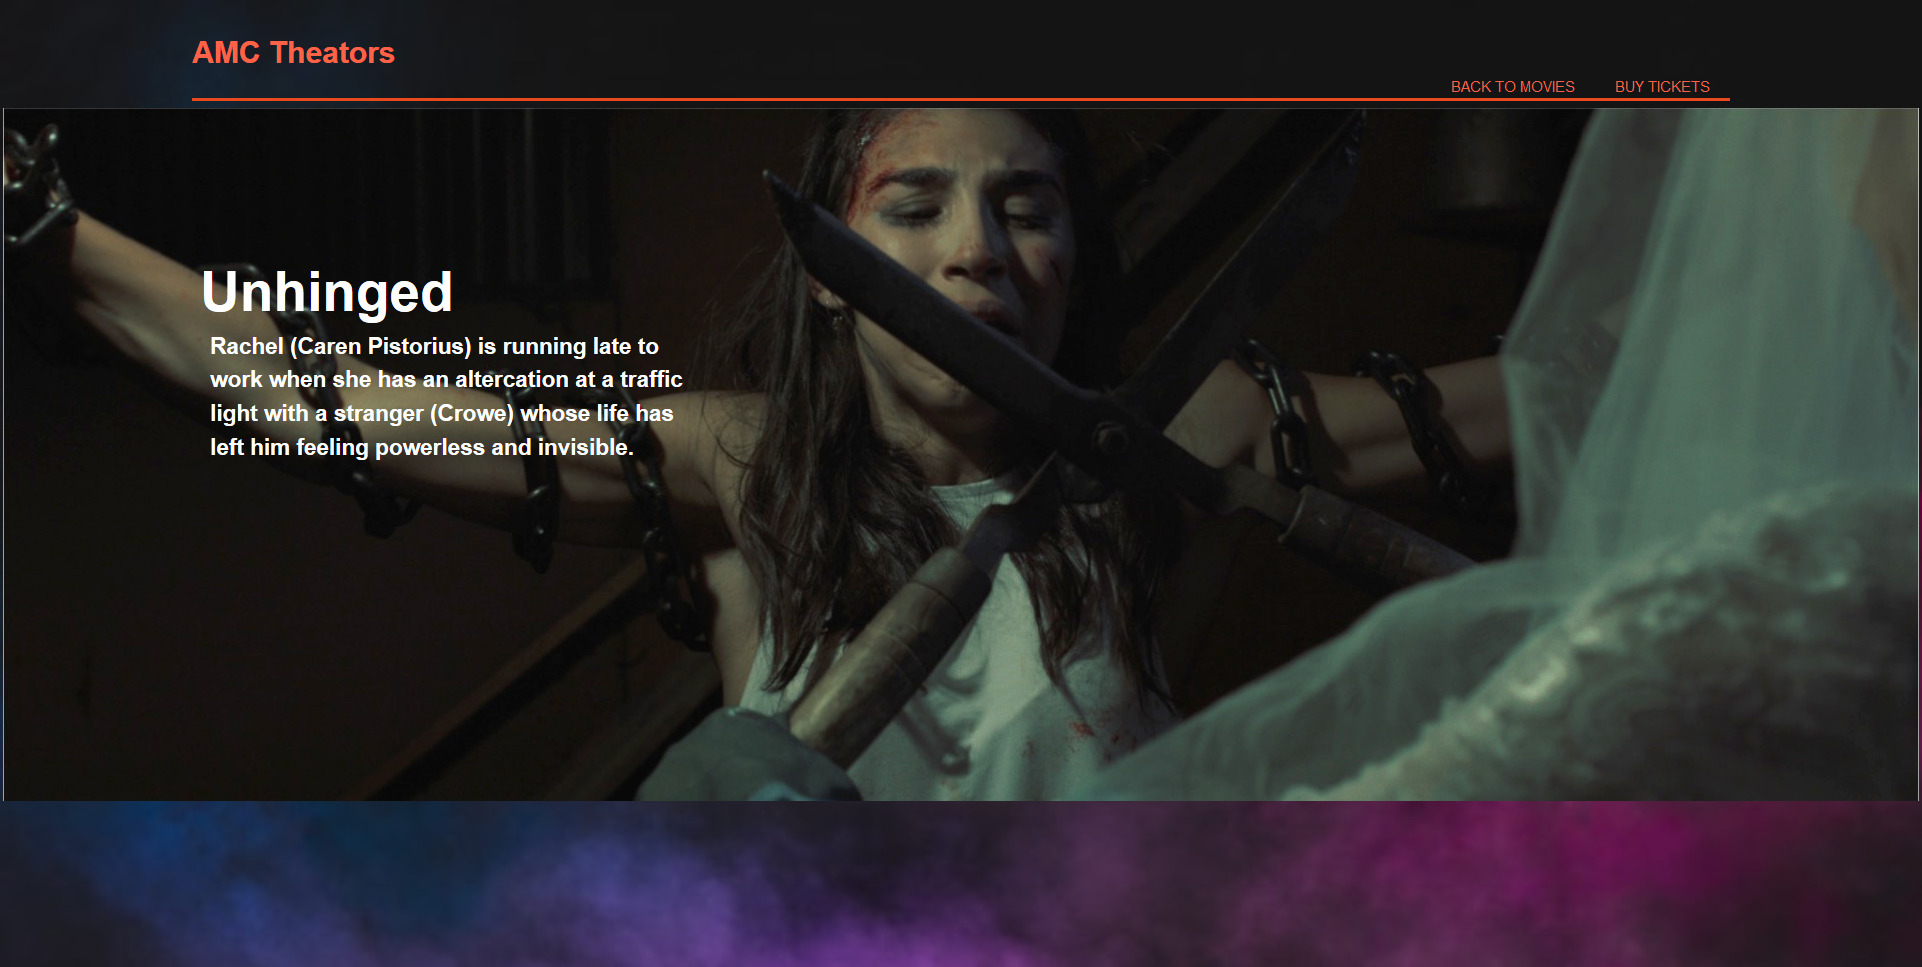 AMC Theators
BACK TO MOVIES BUY TICKETS
Unhinged
Rachel (Caren Pistorius) is running late to
work when she has an altercation at a traffic
light with a stranger (Crowe) whose life has
left him feeling powerless and invisible.